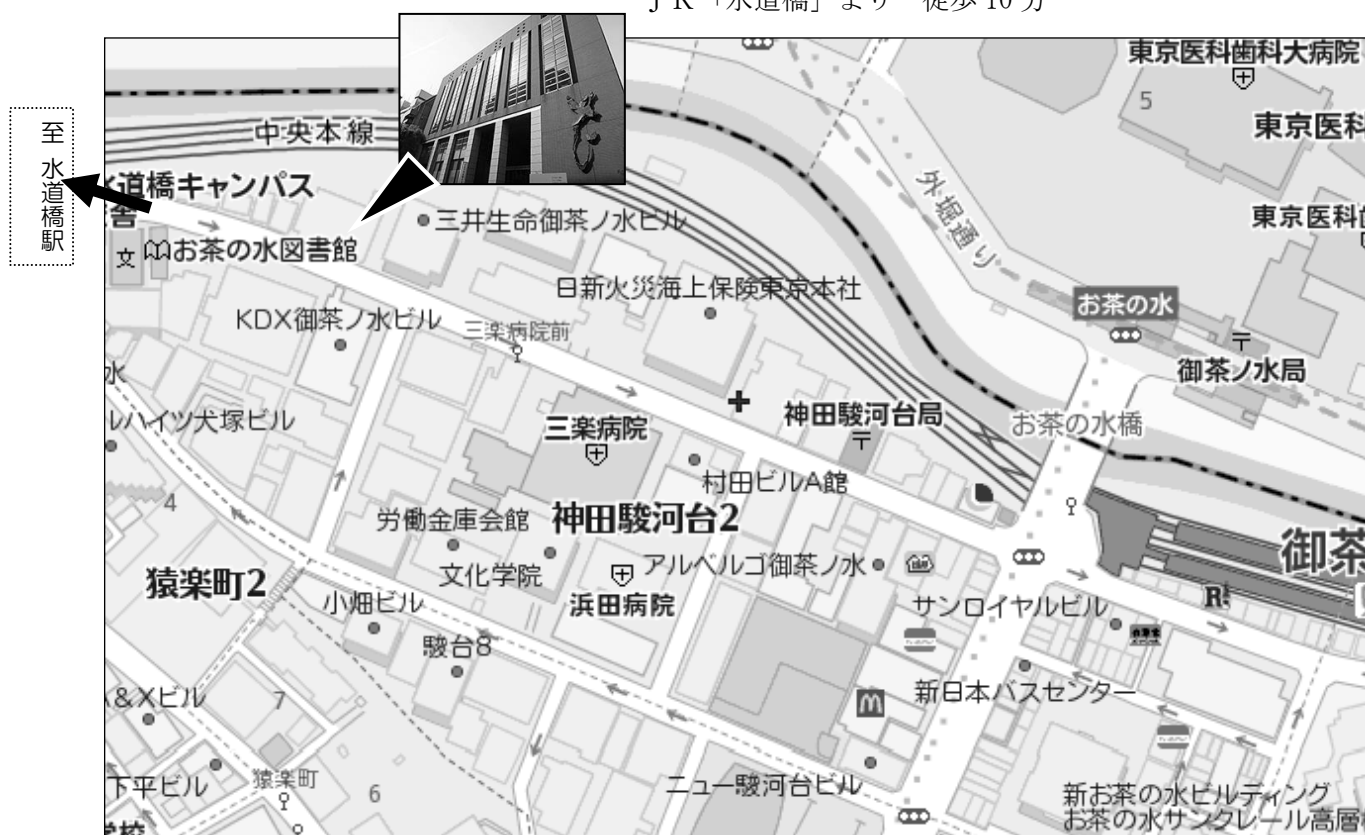 ＪＲ「水道橋」より 徒歩10分
東京医科歯科大病院
5
東京医科
中央本線
至 水道橋駅
道橋キャンパス
外堀通り
三井生命御茶ノ水ビル
東京医科
文
お茶の水図書館
日新火災海上保険東京本社
お茶の水
KDX御茶ノ水ビル
三楽病院前
御茶ノ水局
水
ルハイツ犬塚ビル
三楽病院
神田駿河台局
お茶の水橋
村田ビルA館
4
労働金庫会館
神田駿河台2
御茶
文化学院
アルベルゴ御茶ノ水
猿楽町2
小畑ビル
浜田病院
サンロイヤルビル
R
駿台8
&Xビル
7
新日本バスセンター
下平ビル
猿楽町
6
ニュー駿河台ビル
新お茶の水ビルディング
お茶の水サンクレール高層
学校